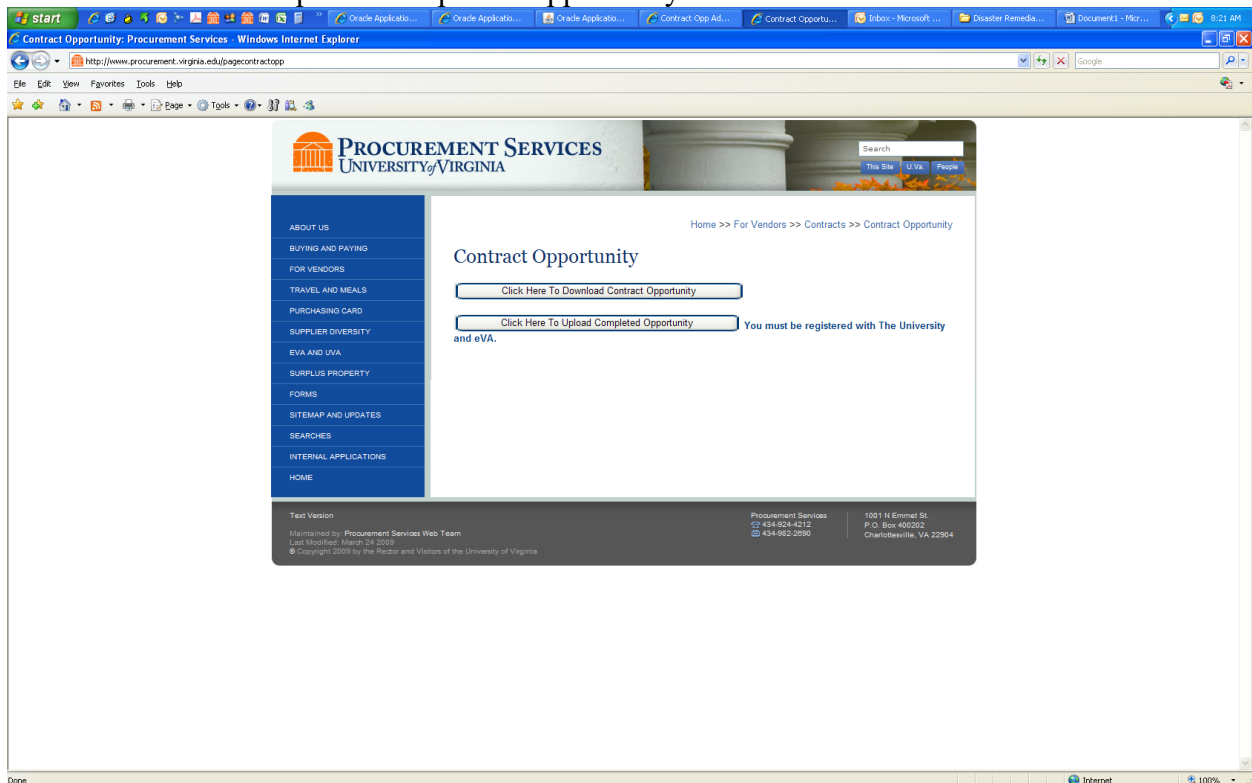 start
Oracle Applicatio...
Oracle Applicatio...
Oracle Applicatio...
Contract Opp Ad...
Contract Opportu...
Inbox - Microsoft ...
Disaster Remedia...
Document1 - Micr...
8:21 AM
Contract Opportunity: Procurement Services - Windows Internet Explorer
http://www.procurement.virginia.edu/pagecontractopp
Google
File Edit View Favorites Tools Help
Page Tools
PROCUREMENT SERVICES
UNIVERSITY of VIRGINIA
Search
This Site U.Va. People
Home >> For Vendors >> Contracts >> Contract Opportunity
ABOUT US
BUYING AND PAYING
FOR VENDORS
TRAVEL AND MEALS
PURCHASING CARD
SUPPLIER DIVERSITY
EVA AND UVA
SURPLUS PROPERTY
FORMS
SITEMAP AND UPDATES
SEARCHES
INTERNAL APPLICATIONS
HOME
Contract Opportunity
Click Here To Download Contract Opportunity
Click Here To Upload Completed Opportunity You must be registered with The University
and eVA.
Text Version
Maintained by Procurement Services Web Team
Last Modified: March 24 2009
© Copyright 2009 by the Rector and Visitors of the University of Virginia
Procurement Services
434-924-4212
434-982-2690
1001 N Emmet St.
P.O. Box 400202
Charlottesville, VA 22904
Done
Internet
100%